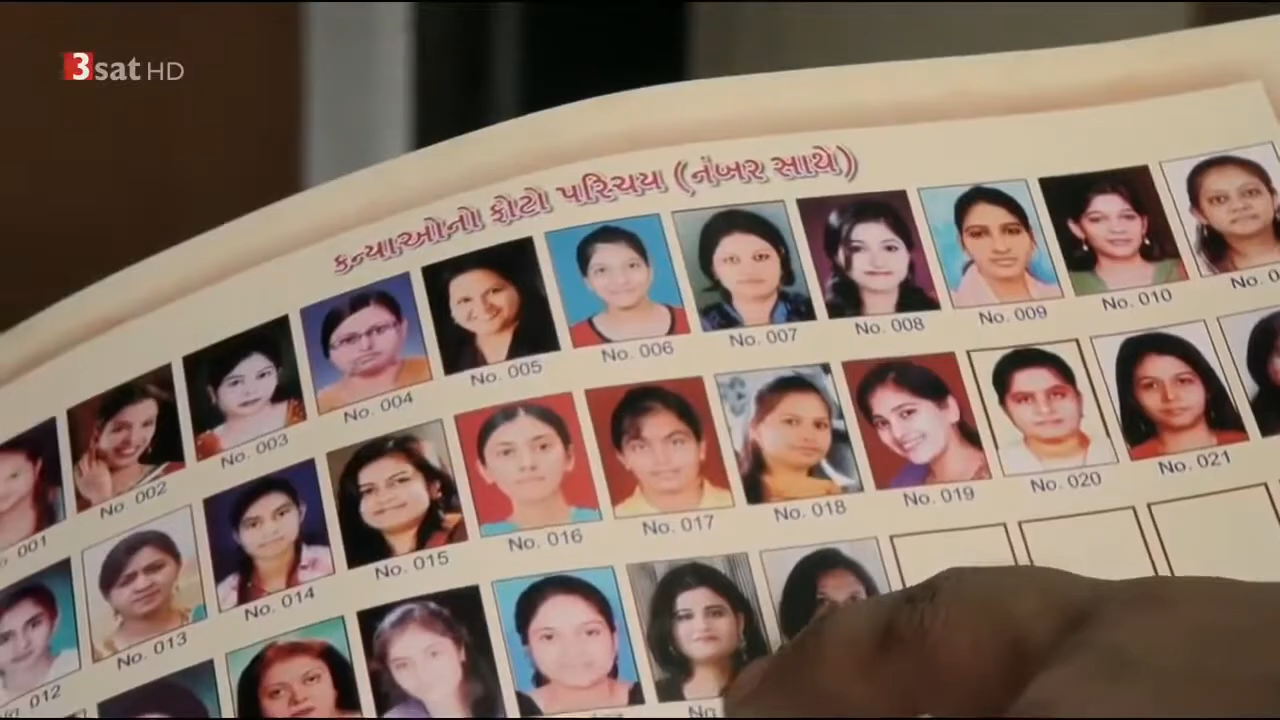 3sat HD
કન્યાઓનો ફોટો પરિચય (નંબર સાથે)
001 No. 002 No. 003 No. 004 No. 005 No. 006 No. 007 No. 008 No. 009 No. 010
012 No. 013 No. 014 No. 015 No. 016 No. 017 No. 018 No. 019 No. 020 No. 021